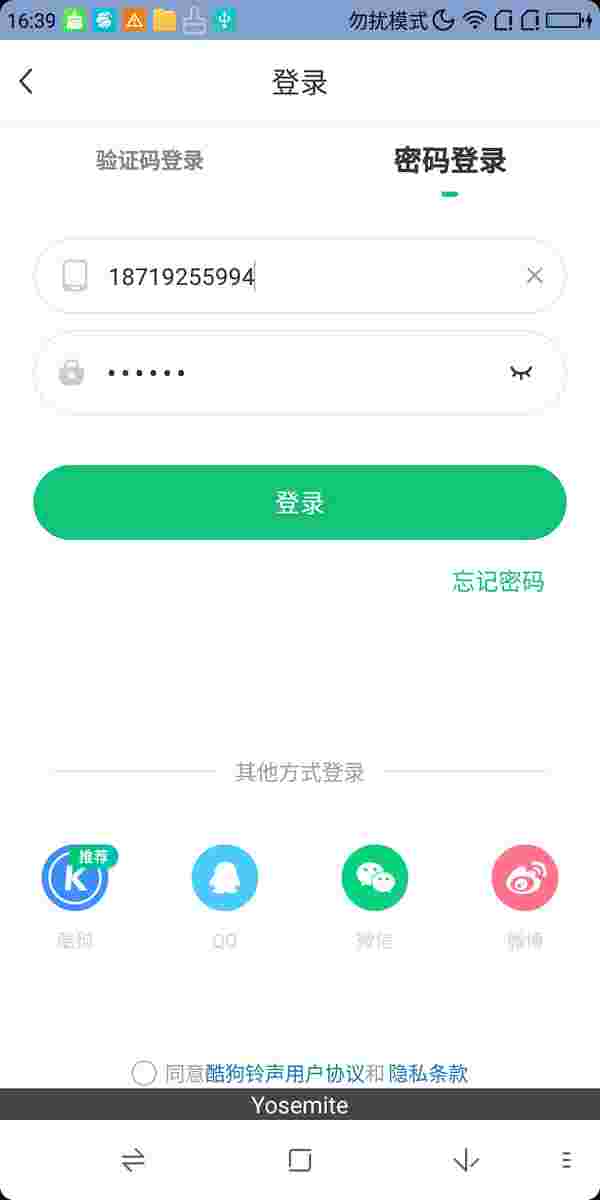 16:39 勿扰模式
登录
验证码登录 密码登录
18719255994
••••••
登录
忘记密码
其他方式登录
推荐
酷狗 QQ 微信 微博
同意酷狗铃声用户协议和 隐私条款
Yosemite